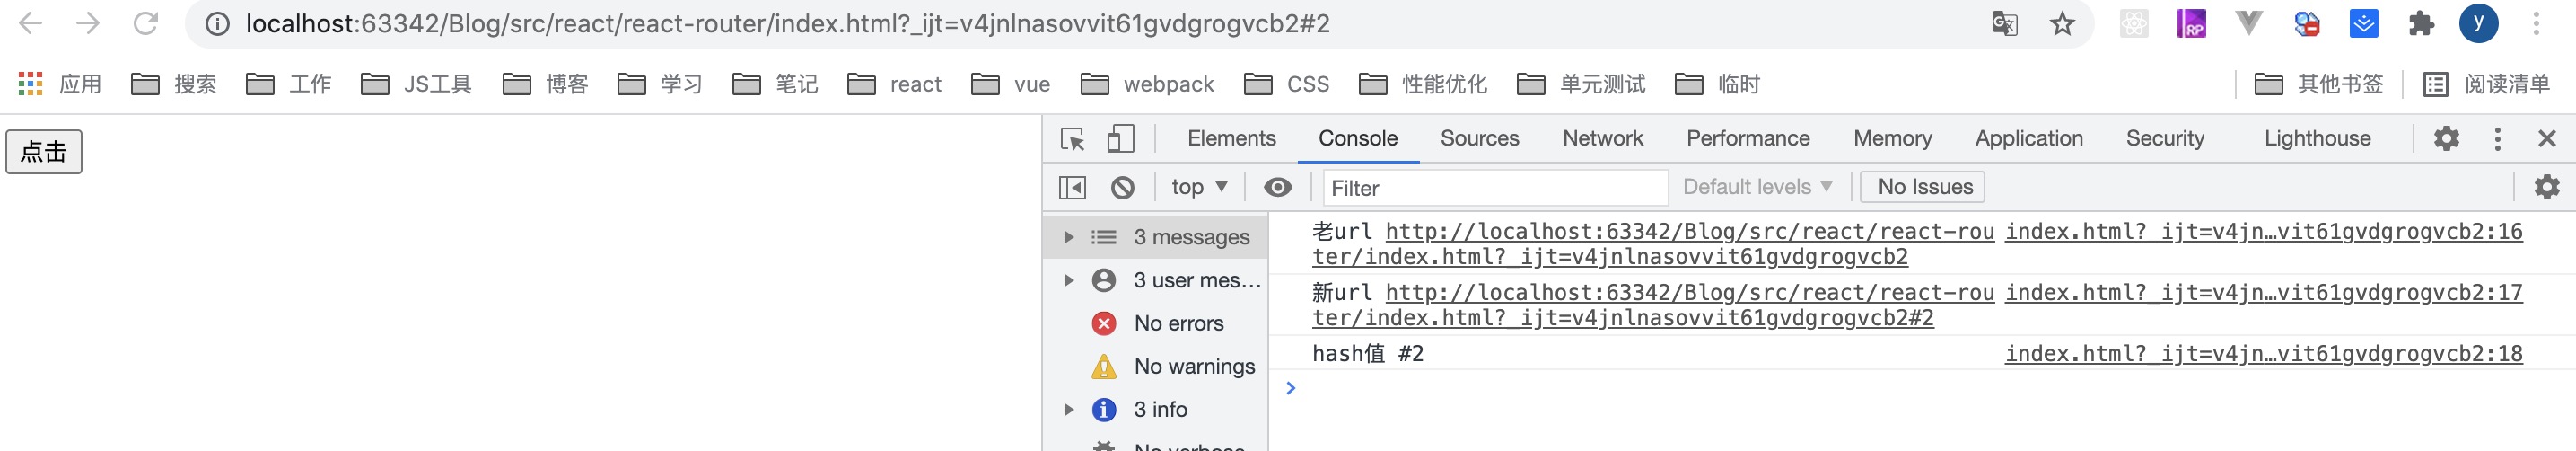 localhost:63342/Blog/src/react/react-router/index.html?_ijt=v4jnlnasovvit61gvdgrogvcb2#2
RP
y
应用 搜索 工作 JS工具 博客 学习 笔记 react vue webpack CSS 性能优化 单元测试 临时 其他书签 阅读清单
点击
Elements Console Sources Network Performance Memory Application Security Lighthouse
top Filter Default levels No Issues
3 messages
3 user mes...
No errors
No warnings
3 info
No verbose
老url http://localhost:63342/Blog/src/react/react-rou index.html?_ijt=v4jn…vit61gvdgrogvcb2:16
ter/index.html?_ijt=v4jnlnasovvit61gvdgrogvcb2
新url http://localhost:63342/Blog/src/react/react-rou index.html?_ijt=v4jn…vit61gvdgrogvcb2:17
ter/index.html?_ijt=v4jnlnasovvit61gvdgrogvcb2#2
hash值 #2 index.html?_ijt=v4jn…vit61gvdgrogvcb2:18